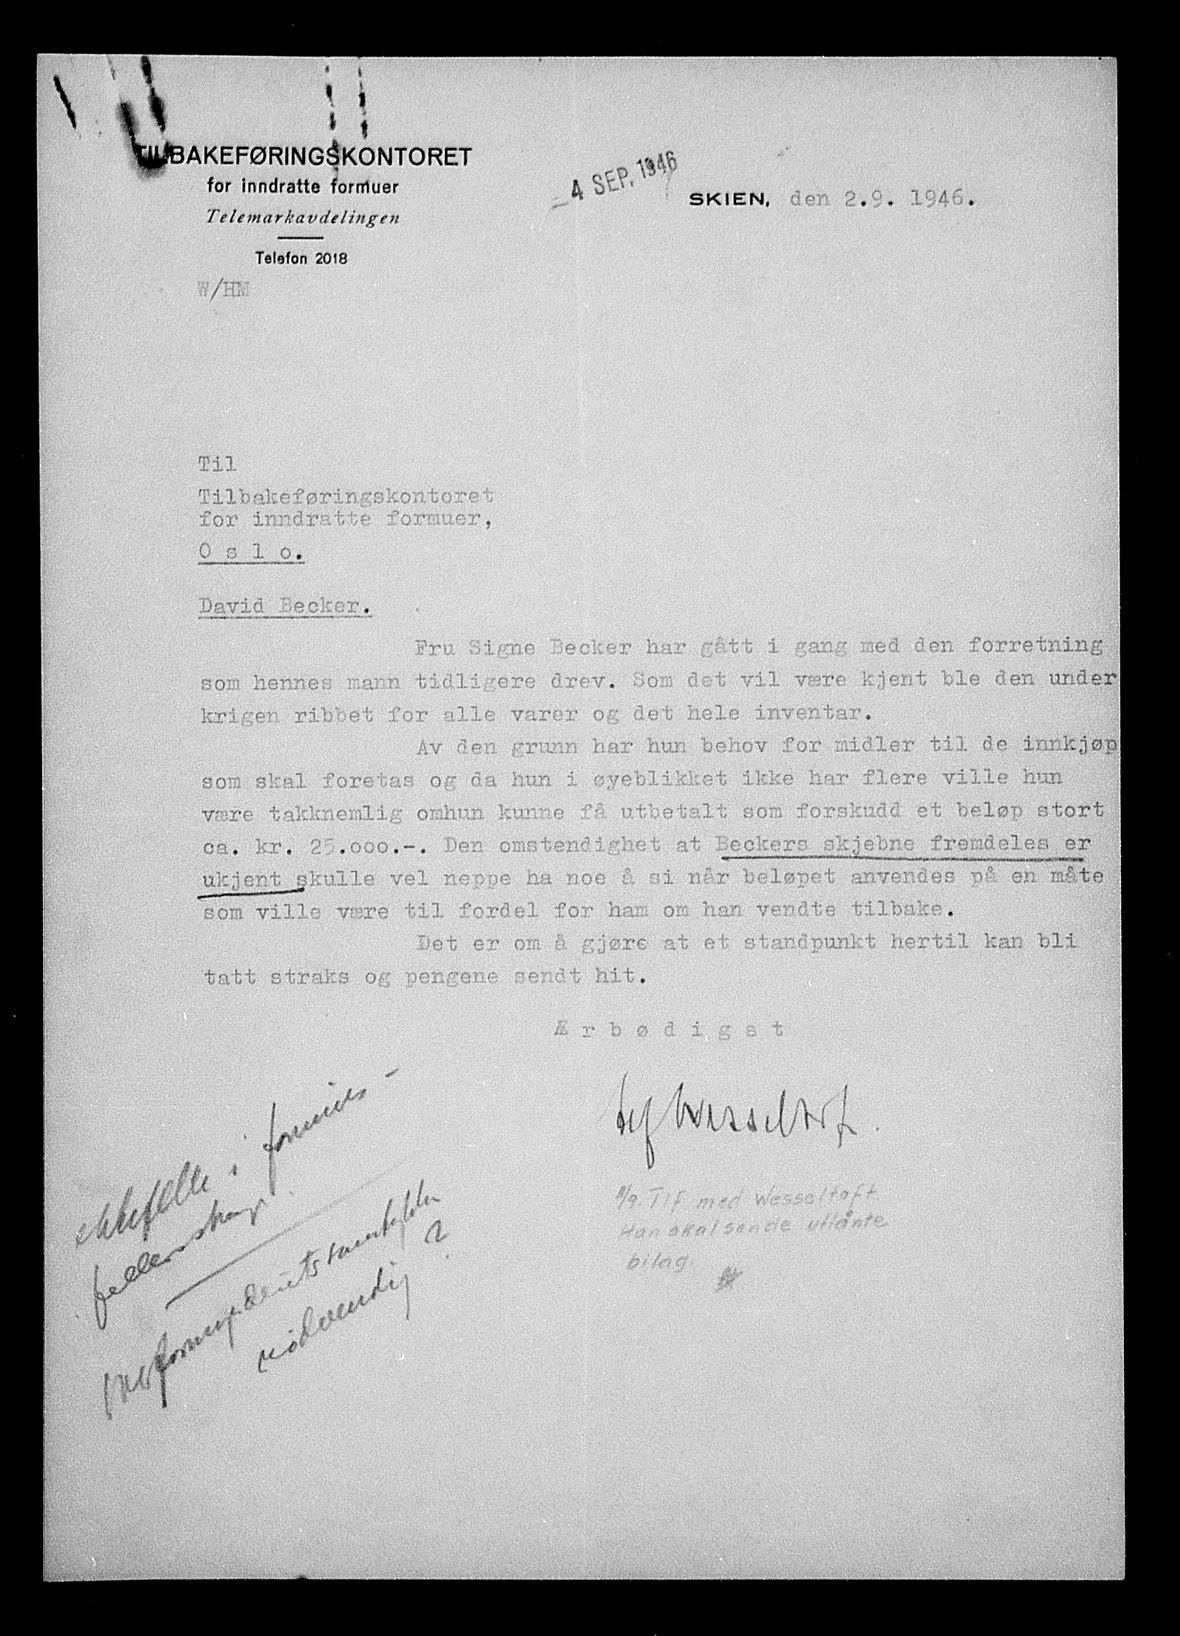 TILBAKEFØRINGSKONTORET
for inndratte formuer
Telemarkavdelingen
Telefon 2018
W/HM
4 SEP. 1946
SKIEN, den 2.9. 1946.
Til
Tilbakeføringskontoret
for inndratte formuer,
O s l o.
David Becker.
Fru Signe Becker har gått i gang med den forretning
som hennes mann tidligere drev. Som det vil være kjent ble den under
krigen ribbet for alle varer og det hele inventar.
Av den grunn har hun behov for midler til de innkjøp
som skal foretas og da hun i øyeblikket ikke har flere ville hun
være takknemlig omhun kunne få utbetalt som forskudd et beløp stort
ca. kr. 25.000.-. Den omstendighet at Beckers skjebne fremdeles er
ukjent skulle vel neppe ha noe å si når beløpet anvendes på en måte
som ville være til fordel for ham om han vendte tilbake.
Det er om å gjøre at et standpunkt hertil kan bli
tatt straks og pengene sendt hit.
Æ r b ø d i g s t
Wesseltoft.
ektefelle i formues-
fellesskap
nødvendig?
/9. Tlf med Wesseltoft
Han skal sende utlånte
bilag.